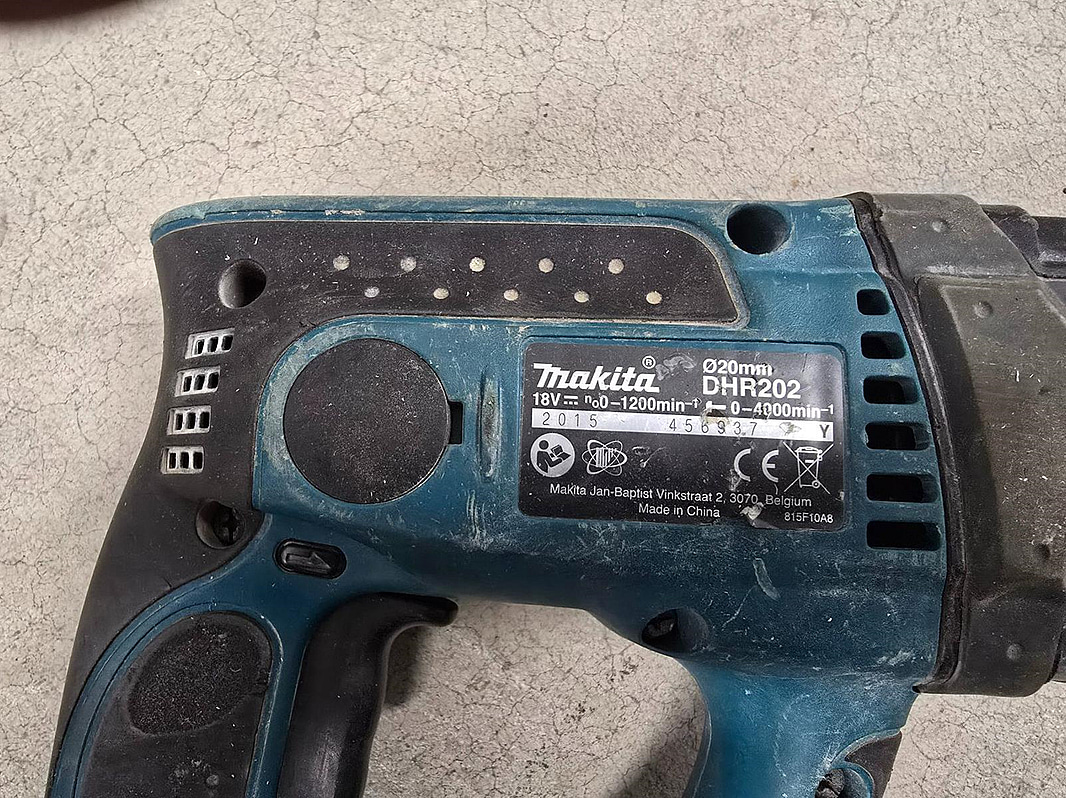 makita®
Ø20mm
DHR202
18V⎓ n₀0–1200min⁻¹ 0–4000min⁻¹
2015 456937 Y
CE
Makita Jan-Baptist Vinkstraat 2, 3070, Belgium
Made in China 815F10A8